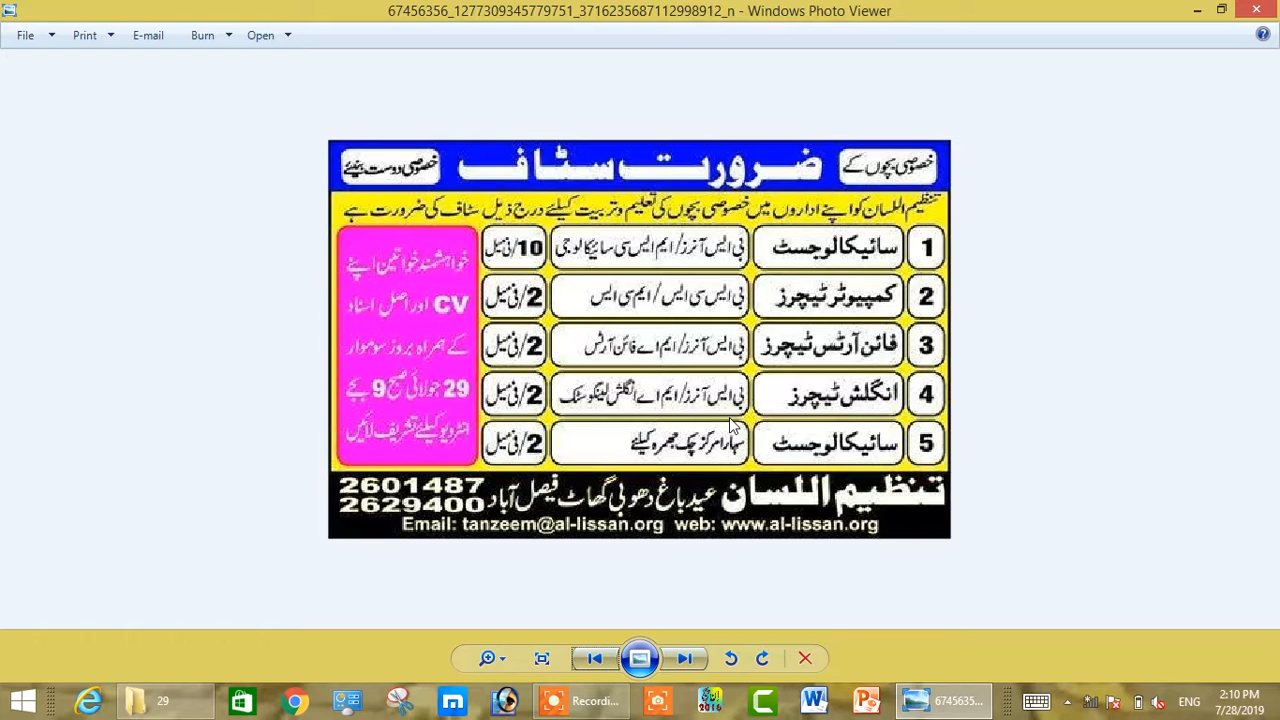 67456356_1277309345779751_3716235687112998912_n - Windows Photo Viewer
File Print E-mail Burn Open
خصوصی بچوں کے ضرورت سٹاف خصوصی دوست بنیئے
تنظیم اللسان کو اپنے اداروں میں خصوصی بچوں کی تعلیم و تربیت کیلئے درج ذیل سٹاف کی ضرورت ہے
1 سائیکالوجسٹ بی ایس آنرز/ایم ایس سی سائیکالوجی 10/فی میل
2 کمپیوٹر ٹیچرز بی ایس سی ایس/ایم سی ایس 2/فی میل
3 فائن آرٹس ٹیچرز بی ایس آنرز/ایم اے فائن آرٹس 2/فی میل
4 انگلش ٹیچرز بی ایس آنرز/ایم اے انگلش لینگوسٹک 2/فی میل
5 سائیکالوجسٹ سہارا مرکز چک جھمرہ کیلئے 2/فی میل
خواہشمند خواتین اپنے
CV اور اصل اسناد
کے ہمراہ بروز سوموار
29 جولائی صبح 9 بجے
انٹرویو کیلئے تشریف لائیں
تنظیم اللسان عید باغ دھوبی گھاٹ فیصل آباد 2601487
2629400
Email: tanzeem@al-lissan.org web: www.al-lissan.org
29 Recordi... 6745635... ENG 2:10 PM
7/28/2019